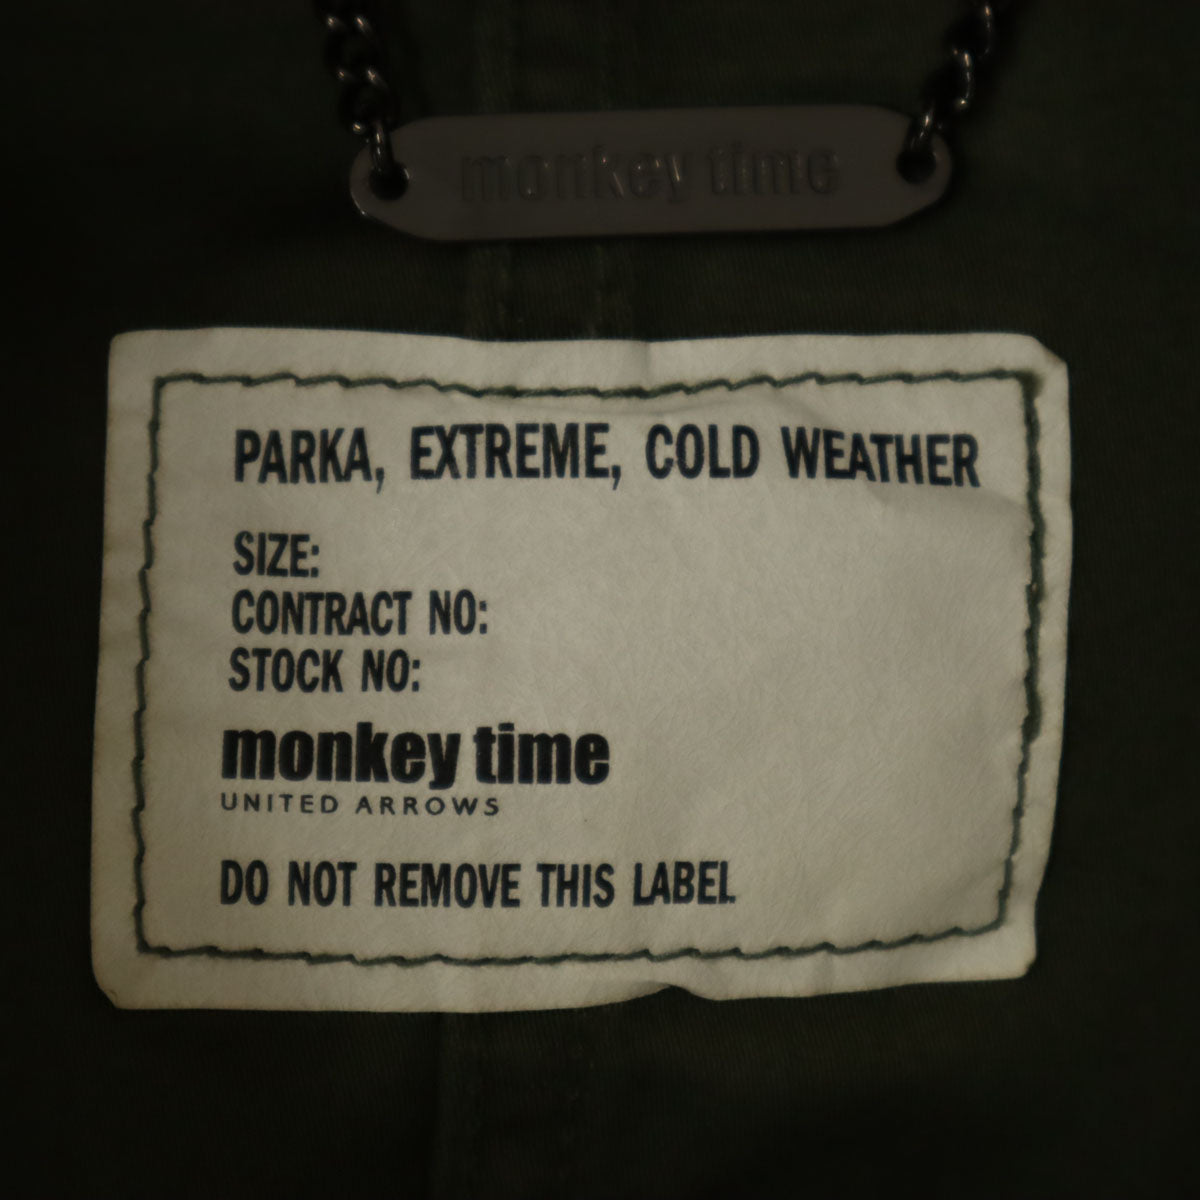 monkey time
PARKA, EXTREME, COLD WEATHER
SIZE:
CONTRACT NO:
STOCK NO:
monkey time
UNITED ARROWS
DO NOT REMOVE THIS LABEL